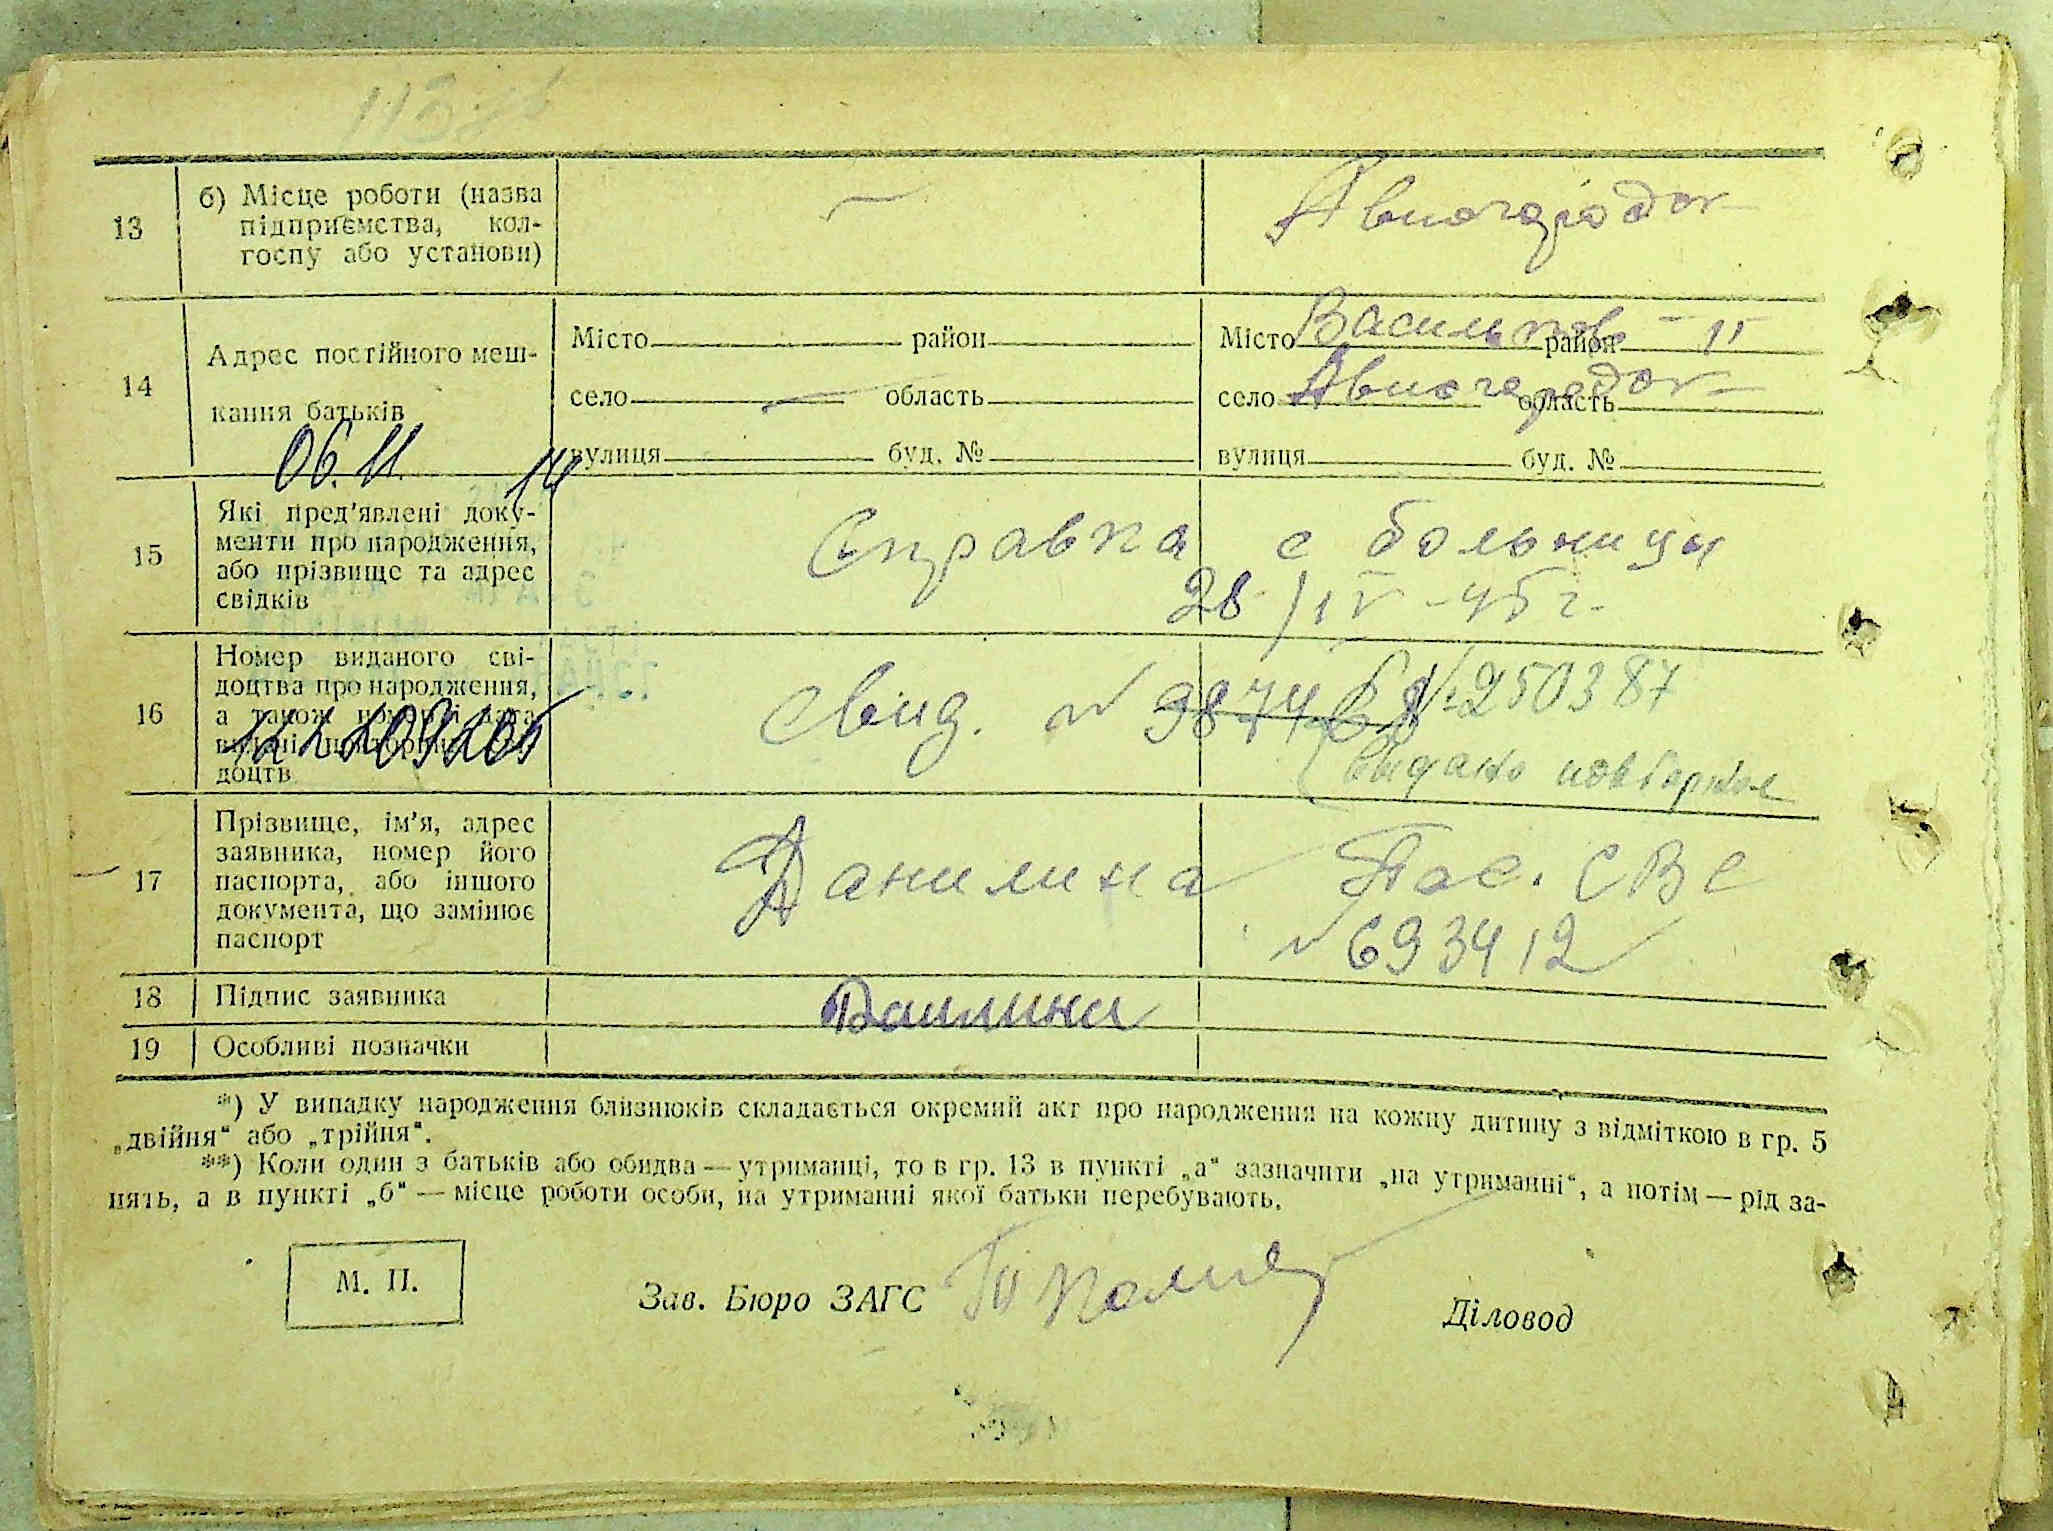 13
б) Місце роботи (назва
підприємства, кол-
госпу або установи)
—
Авиогородок
14
Адрес постійного меш-
кання батьків
Місто район
село — область
вулиця буд. №
Місто Васильков - II район
село Авиогородок область
вулиця буд. №
06.11. 14
15
Які пред'явлені доку-
менти про народження,
або прізвище та адрес
свідків
Справка с больницы
28/IV-45 г.
16
Номер виданого сві-
доцтва про народження,
а також номер і дата
доцтв
Свид. № 9874 № 250387
видано повторное
17
Прізвище, ім'я, адрес
заявника, номер його
паспорта, або іншого
документа, що замінює
паспорт
Данилина Пас. СВС
№ 693412
18 Підпис заявника Данилина
19 Особливі позначки
*) У випадку народження близнюків складається окремий акт про народження на кожну дитину з відміткою в гр. 5
„двійня“ або „трійня“.
**) Коли один з батьків або обидва — утриманці, то в гр. 13 в пункті „а“ зазначити „на утриманні“, а потім — рід за-
нять, а в пункті „б“ — місце роботи особи, на утриманні якої батьки перебувають.
М. П.
Зав. Бюро ЗАГС
Діловод